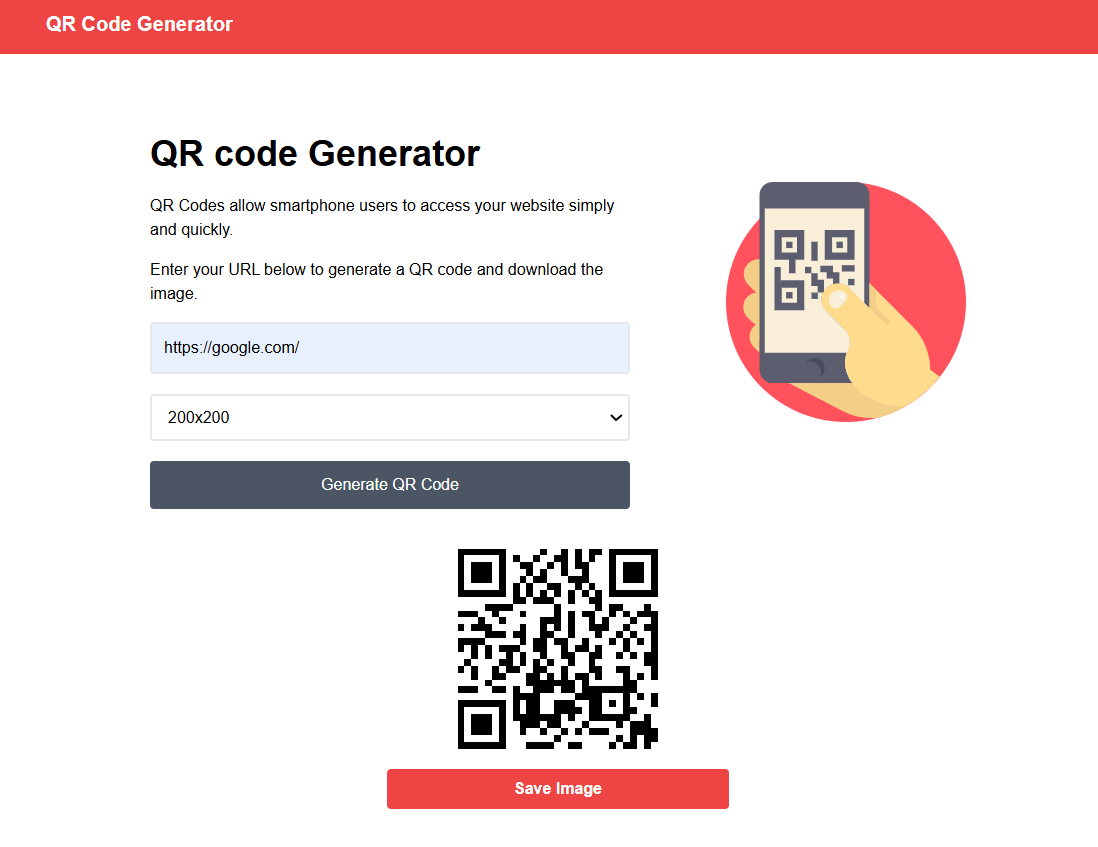 QR Code Generator
QR code Generator
QR Codes allow smartphone users to access your website simply
and quickly.
Enter your URL below to generate a QR code and download the
image.
https://google.com/
200x200
Generate QR Code
Save Image